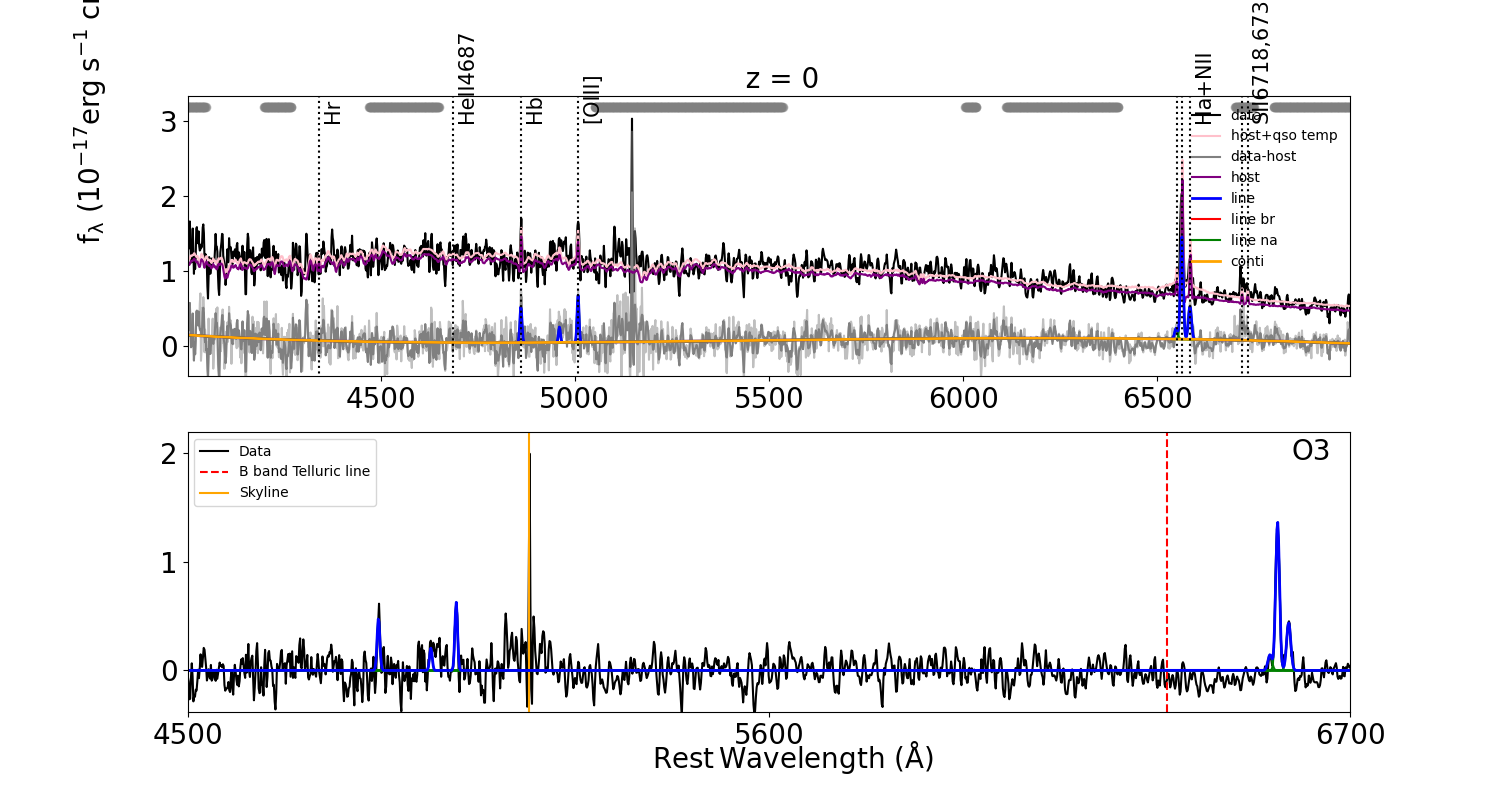 z = 0
f_λ (10⁻¹⁷erg s⁻¹
Hr
HeII4687
Hb
[OIII]
Ha+NII
SII6718,673
3
2
1
0
data
host+qso temp
data-host
host
line
line br
line na
conti
4500
5000
5500
6000
6500
Data
B band Telluric line
Skyline
O3
2
1
0
4500
5600
6700
Rest Wavelength (Å)